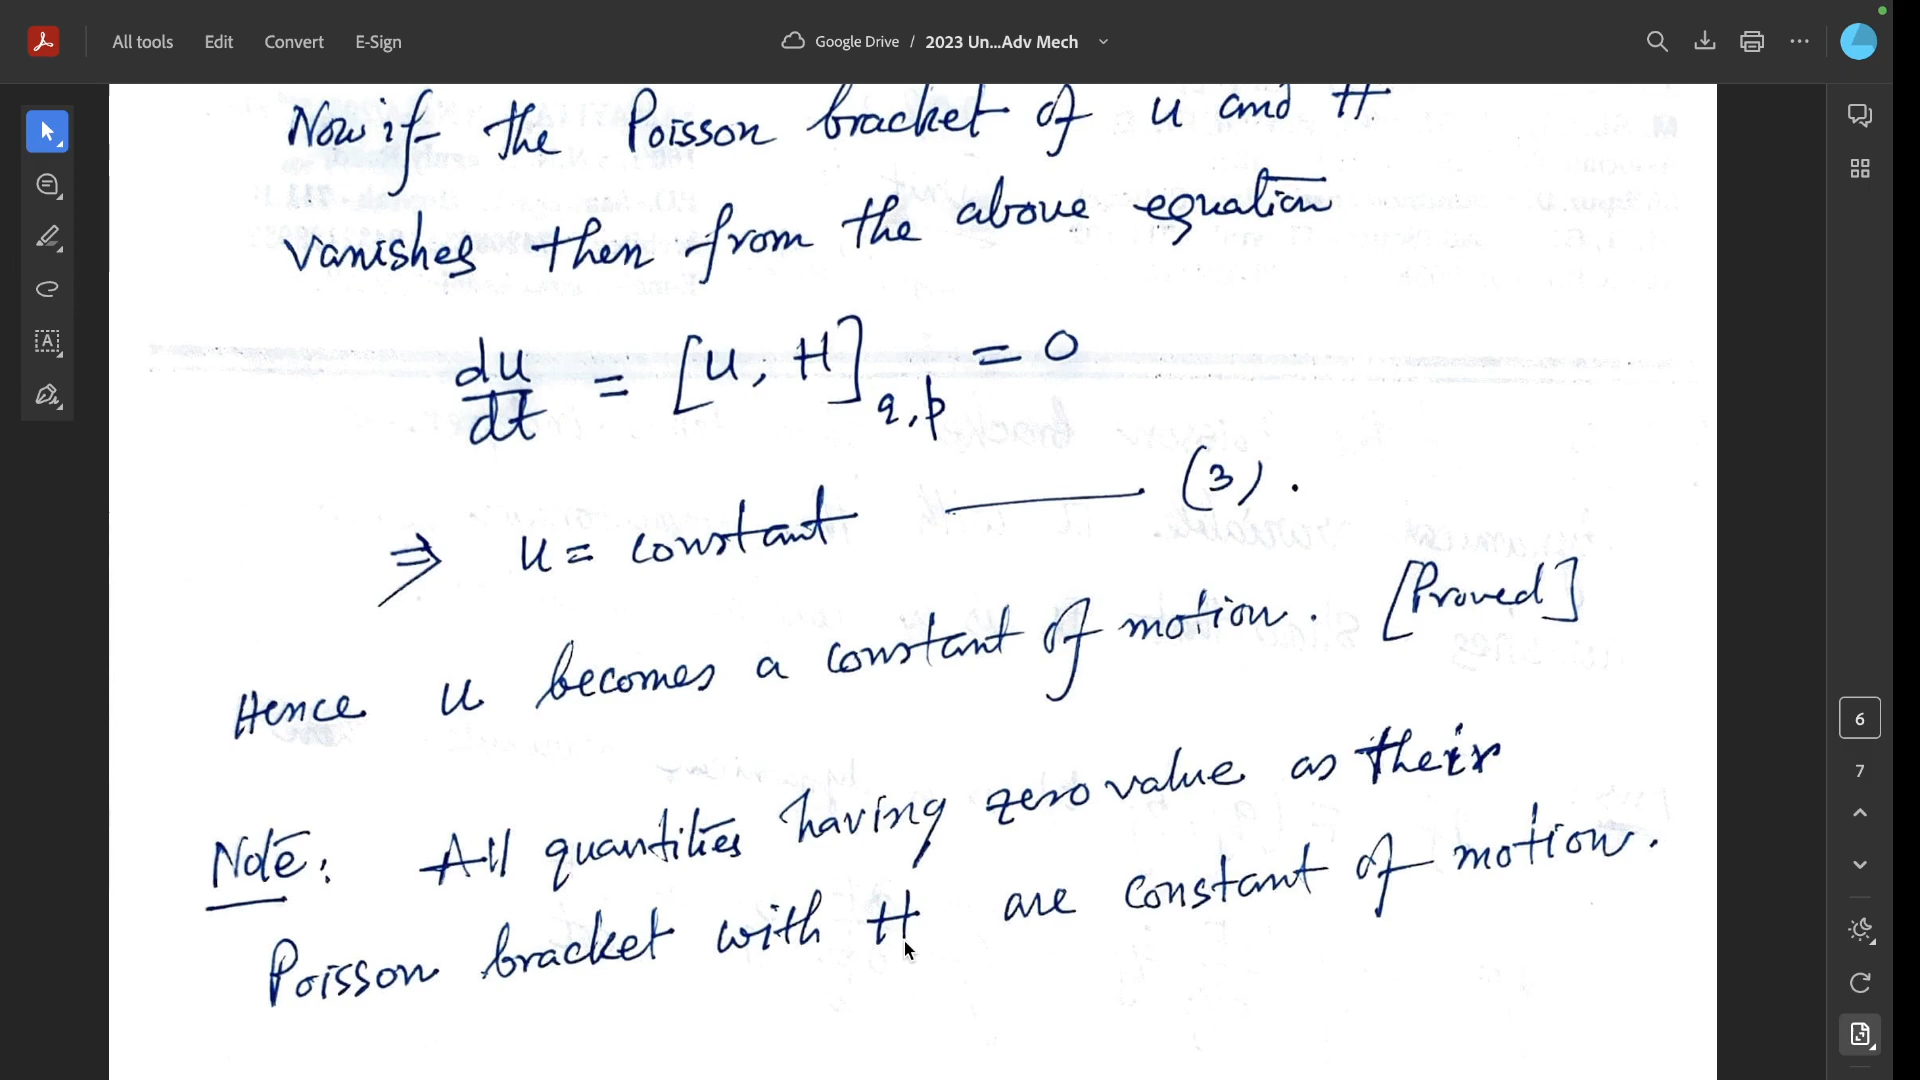 All tools Edit Convert E-Sign Google Drive / 2023 Un...Adv Mech
Now if the Poisson bracket of u and H
vanishes then from the above equation
du/dt = [u, H]q,p = 0
⇒ u = constant ——— (3).
Hence u becomes a constant of motion. [Proved]
Note: All quantities having zero value as their
Poisson bracket with H are constant of motion.
6
7